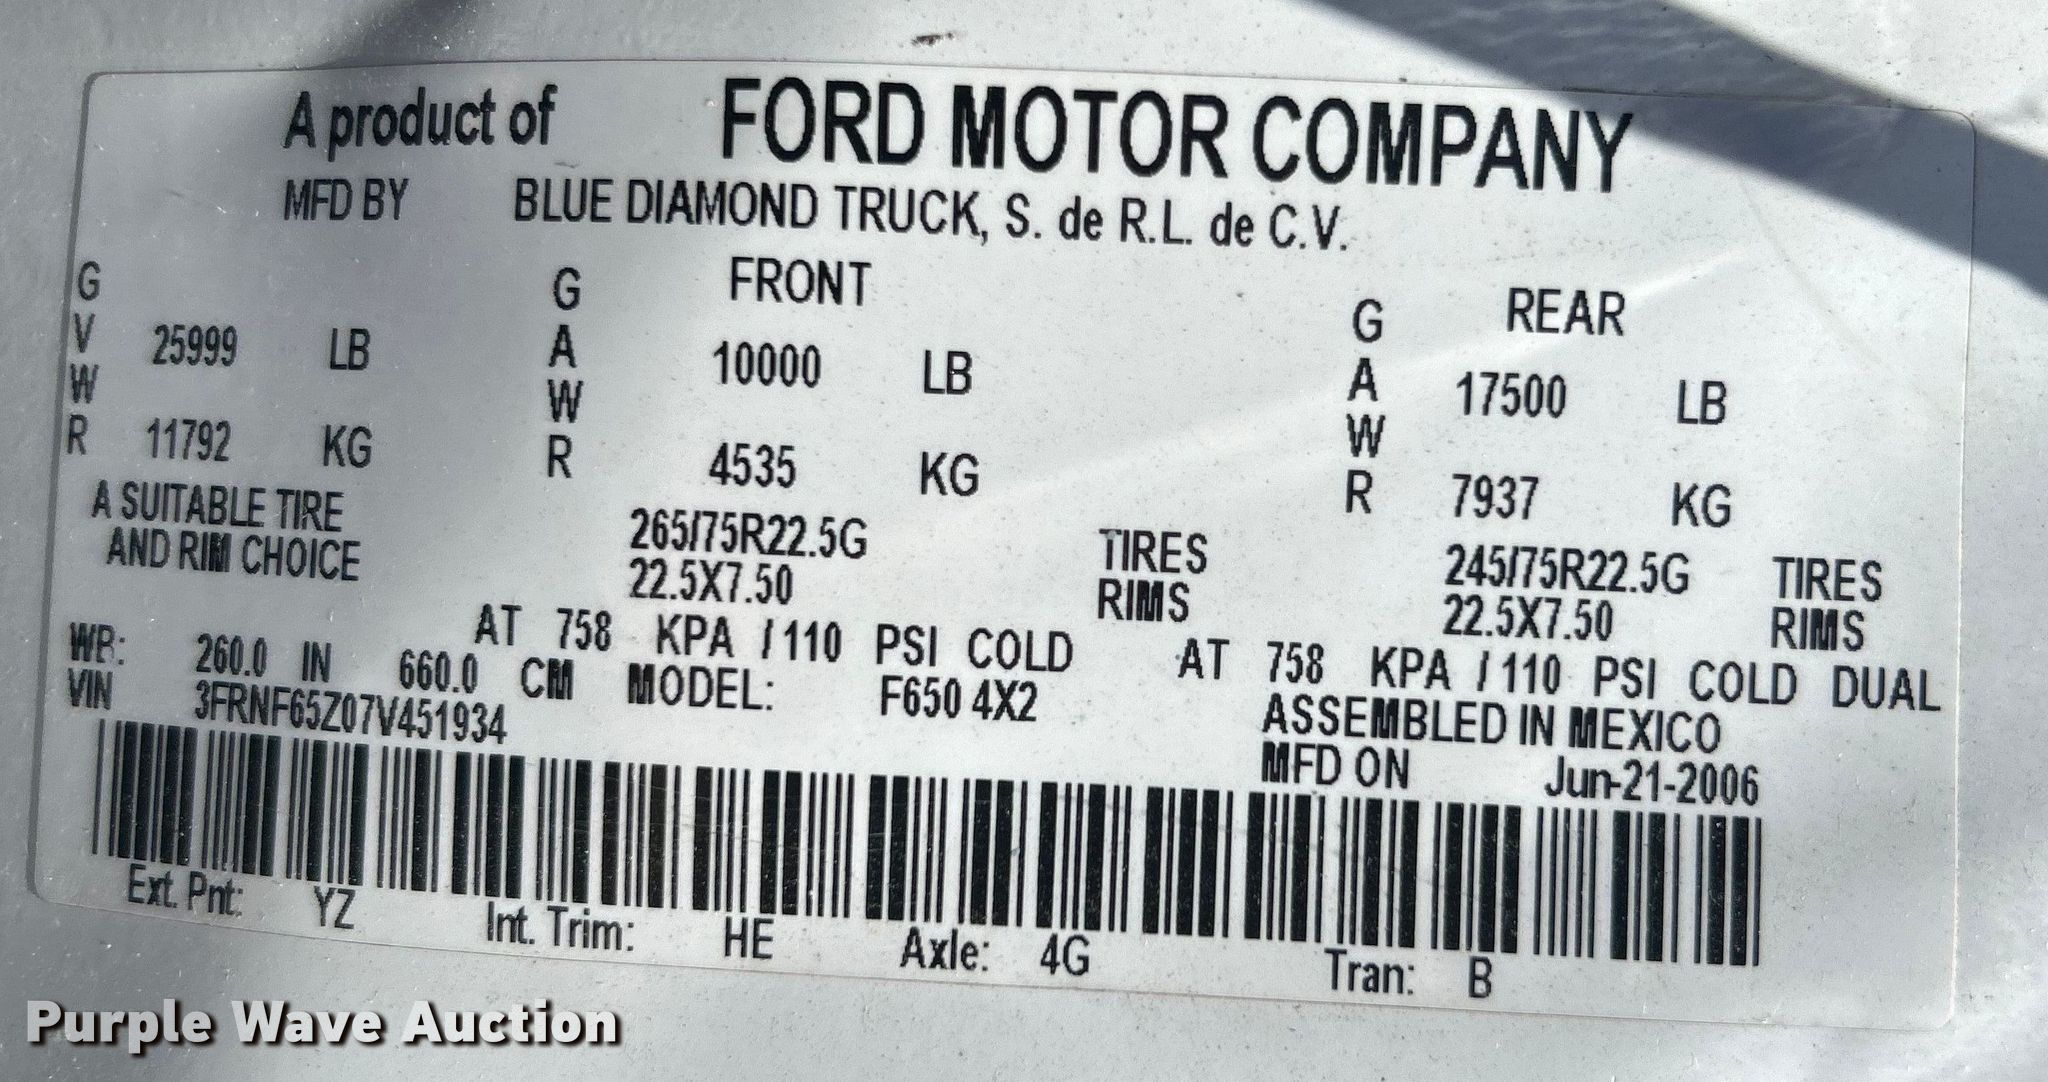 A product of FORD MOTOR COMPANY
MFD BY BLUE DIAMOND TRUCK, S. de R.L. de C.V.
GVWR 25999 LB 11792 KG
GAWR FRONT 10000 LB 4535 KG
GAWR REAR 17500 LB 7937 KG
A SUITABLE TIRE
AND RIM CHOICE
265/75R22.5G TIRES 245/75R22.5G TIRES
22.5X7.50 RIMS 22.5X7.50 RIMS
AT 758 KPA / 110 PSI COLD AT 758 KPA / 110 PSI COLD DUAL
WB: 260.0 IN 660.0 CM MODEL: F650 4X2 ASSEMBLED IN MEXICO
VIN 3FRNF65Z07V451934 MFD ON Jun-21-2006
Ext. Pnt: YZ Int. Trim: HE Axle: 4G Tran: B
Purple Wave Auction